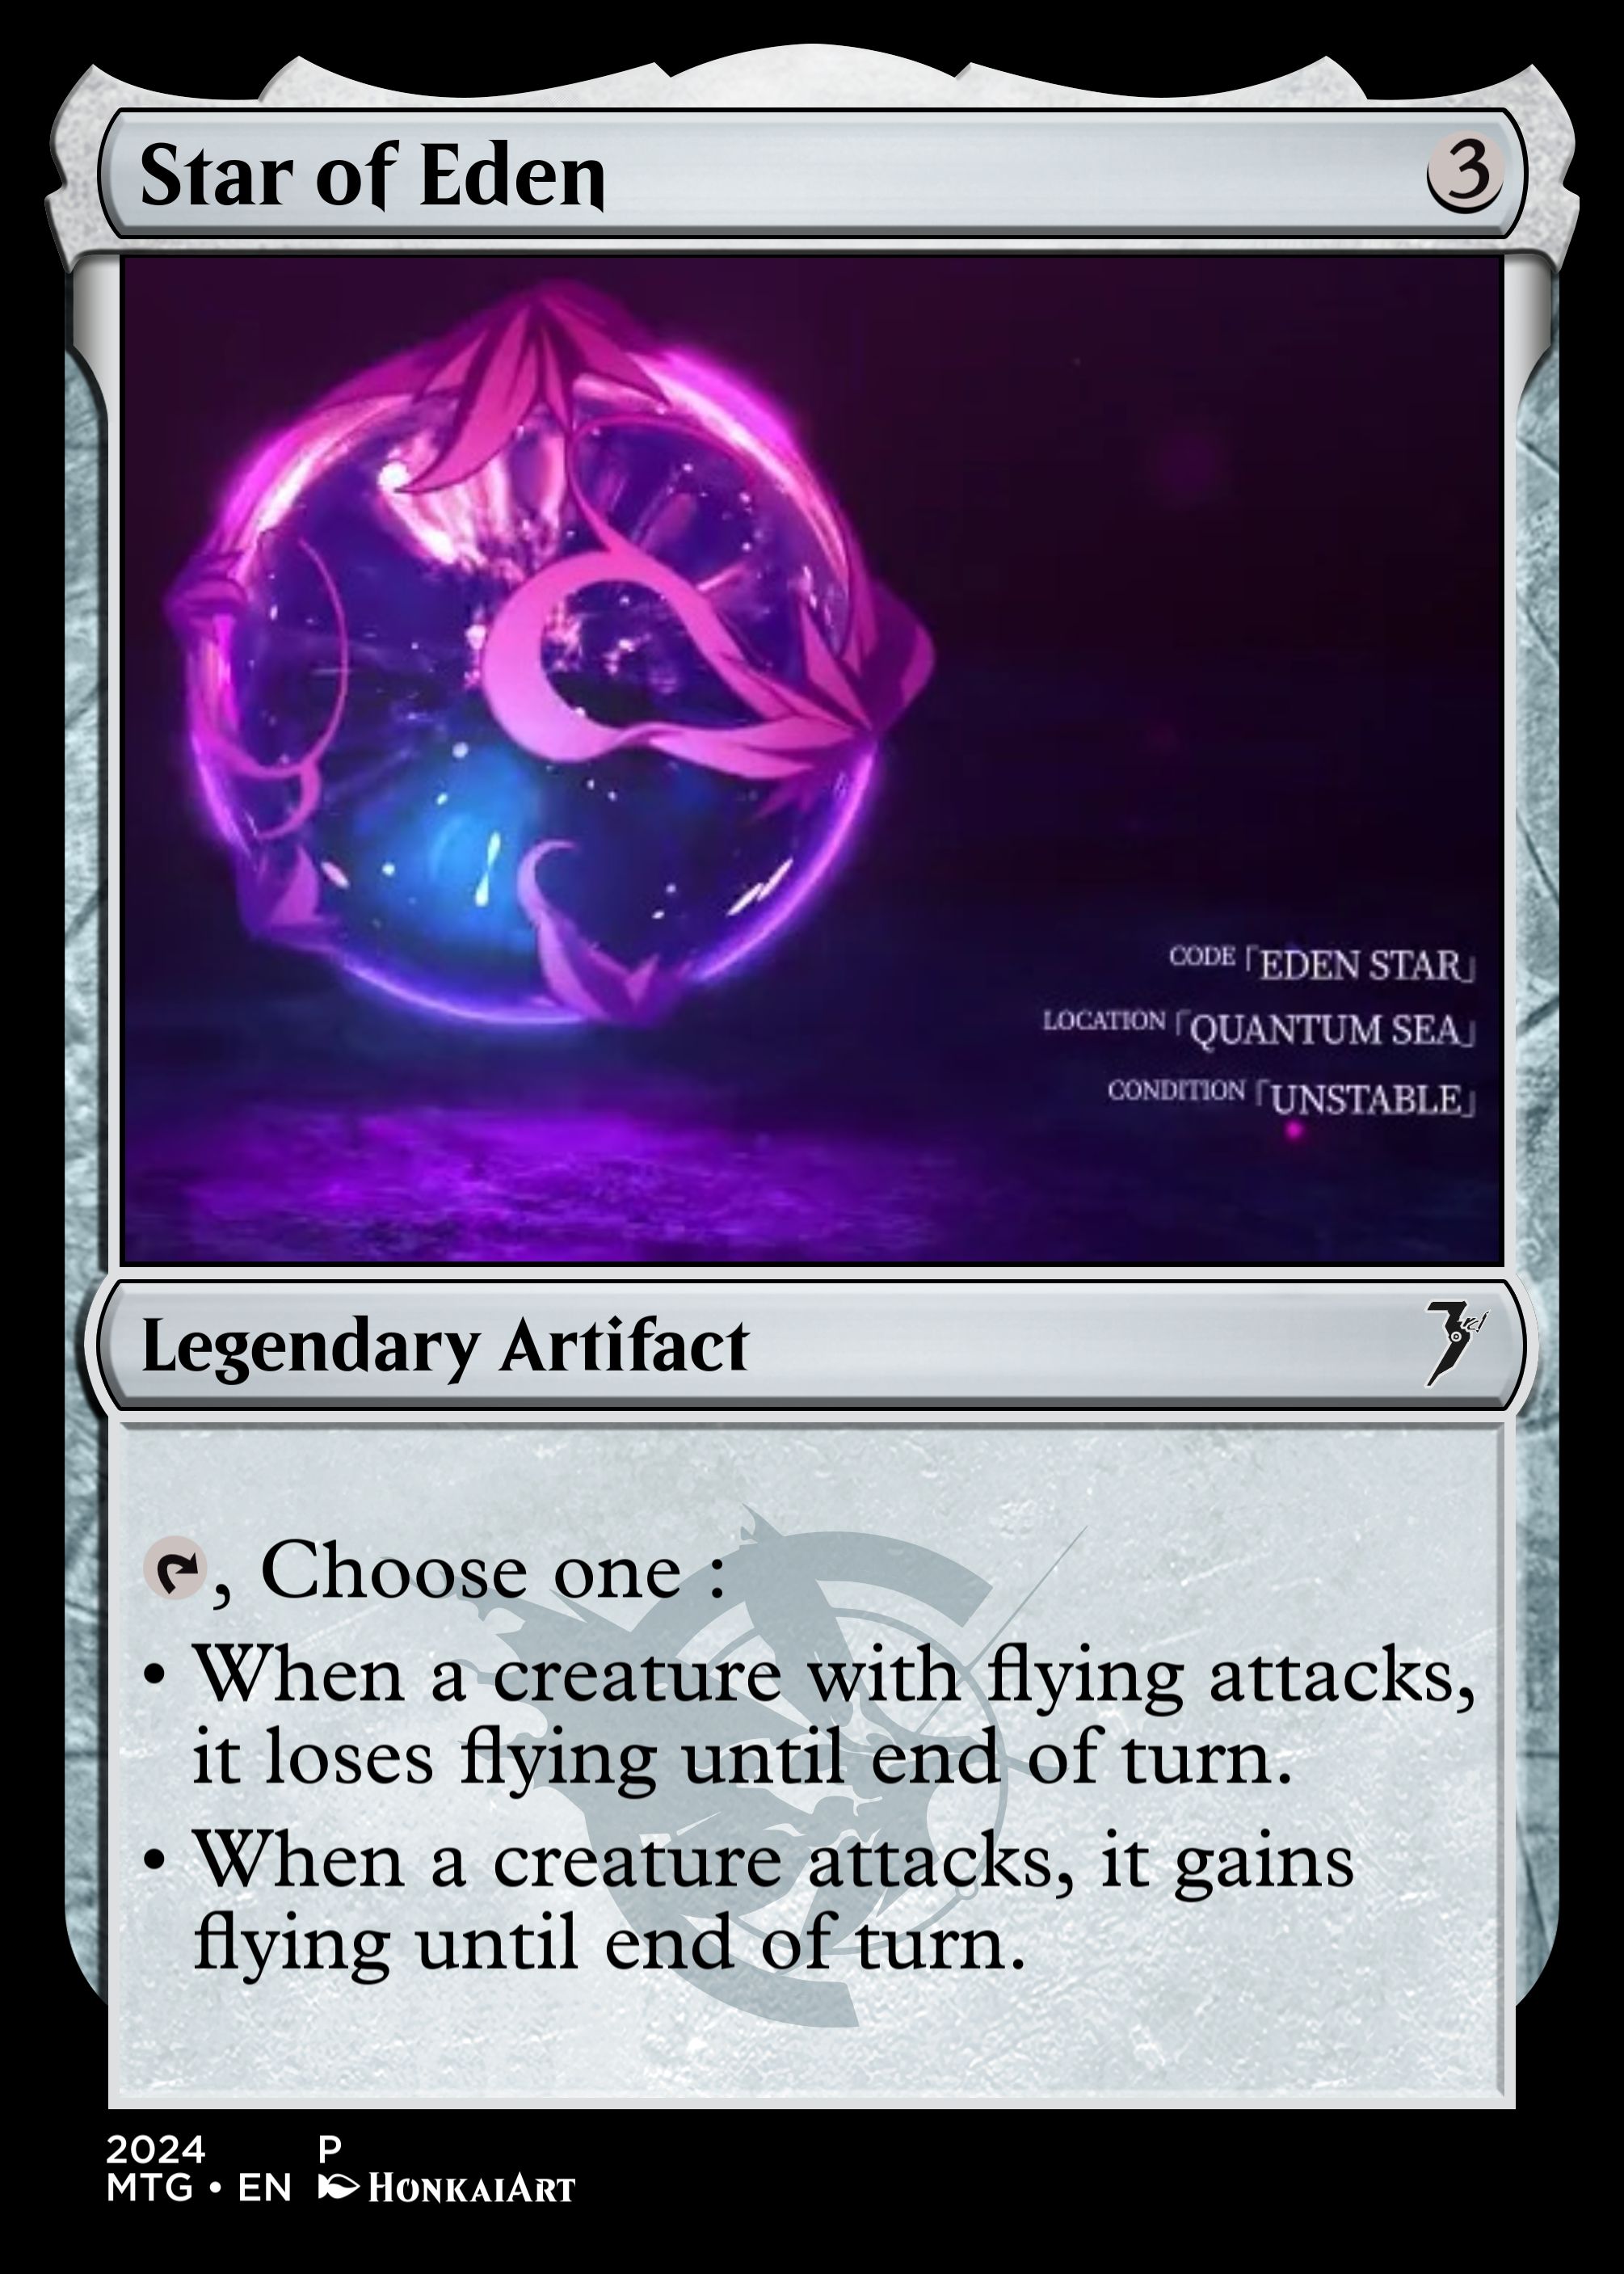 Star of Eden 3
CODE「EDEN STAR」
LOCATION「QUANTUM SEA」
CONDITION「UNSTABLE」
Legendary Artifact 3rd
, Choose one :
• When a creature with flying attacks,
it loses flying until end of turn.
• When a creature attacks, it gains
flying until end of turn.
2024 P
MTG • EN HonkaiArt